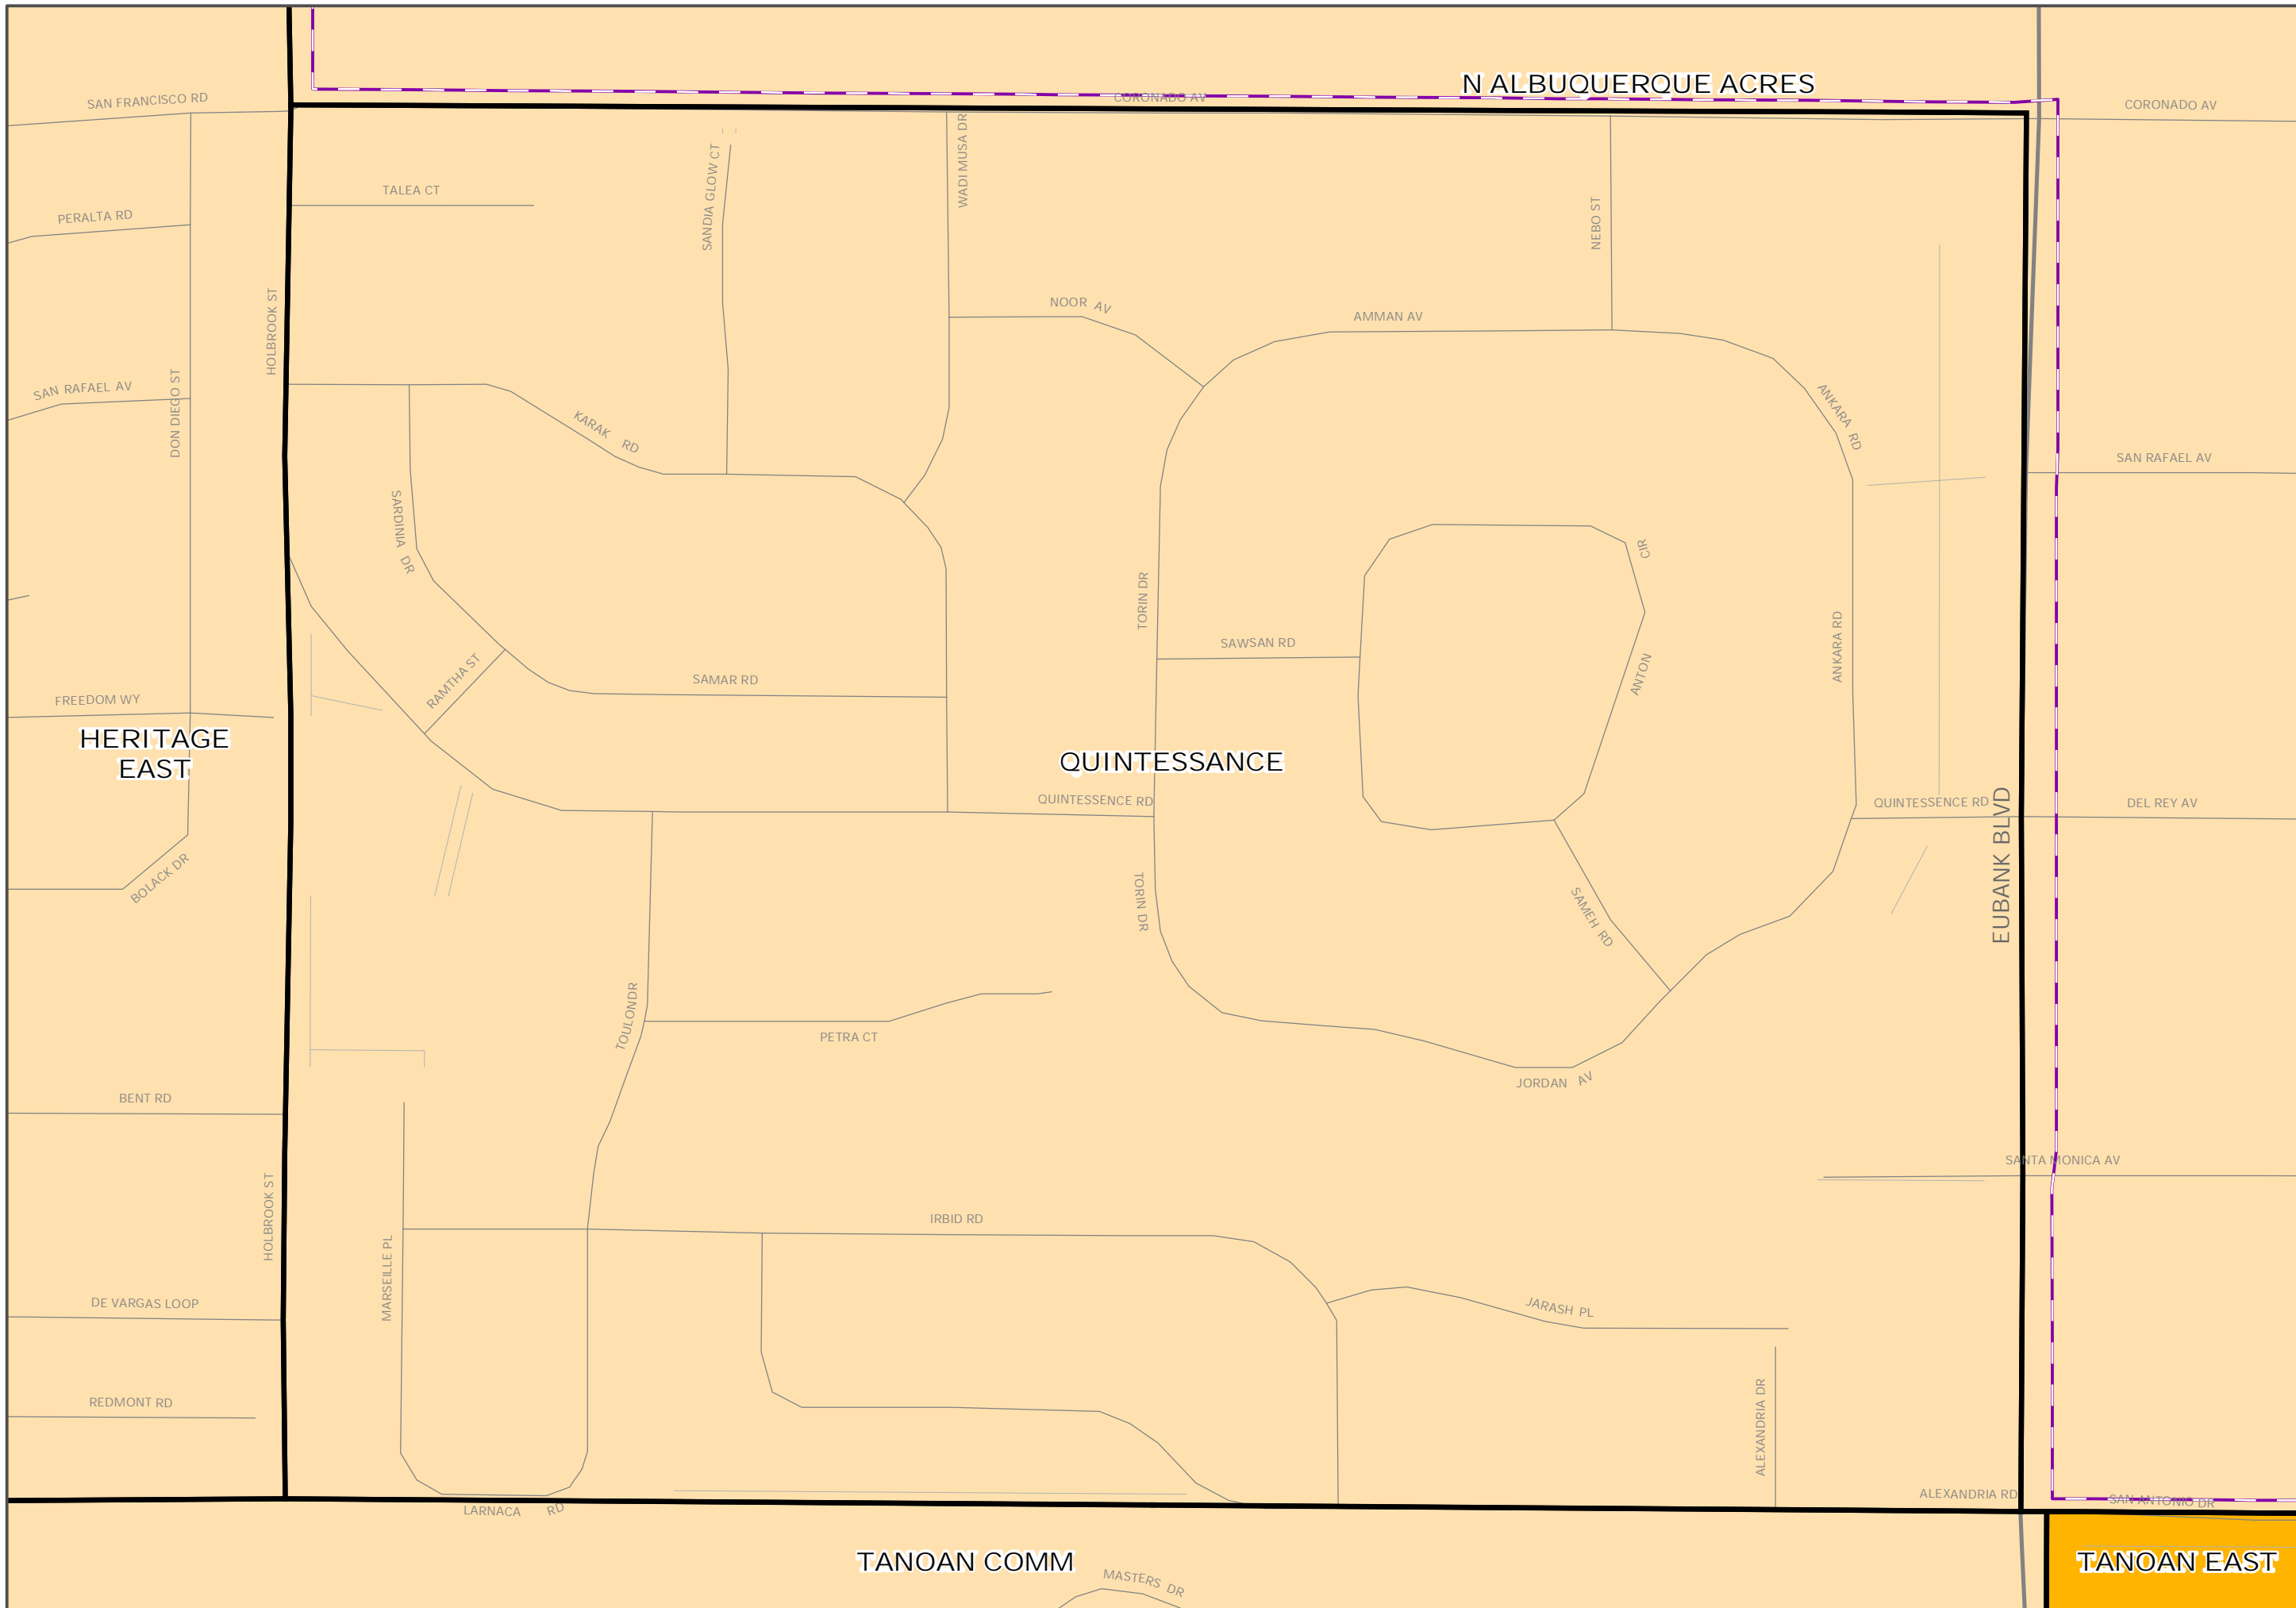 N ALBUQUERQUE ACRES
SAN FRANCISCO RD
CORONADO AV
CORONADO AV
WADI MUSA DR
SANDIA GLOW CT
TALEA CT
PERALTA RD
NEBO ST
HOLBROOK ST
NOOR AV
AMMAN AV
SAN RAFAEL AV
DON DIEGO ST
KARAK RD
ANKARA RD
SAN RAFAEL AV
SARDINIA DR
CIR
TORIN DR
SAWSAN RD
ANTON
ANKARA RD
RAMTHA ST
SAMAR RD
FREEDOM WY
HERITAGE
EAST
QUINTESSANCE
QUINTESSENCE RD
QUINTESSENCE RD
DEL REY AV
EUBANK BLVD
BOLACK DR
TORIN DR
SAMEH RD
TOULONDR
PETRA CT
JORDAN AV
BENT RD
SANTA MONICA AV
HOLBROOK ST
IRBID RD
MARSEILLE PL
DE VARGAS LOOP
JARASH PL
REDMONT RD
ALEXANDRIA DR
ALEXANDRIA RD
SAN ANTONIO DR
LARNACA RD
TANOAN COMM
TANOAN EAST
MASTERS DR